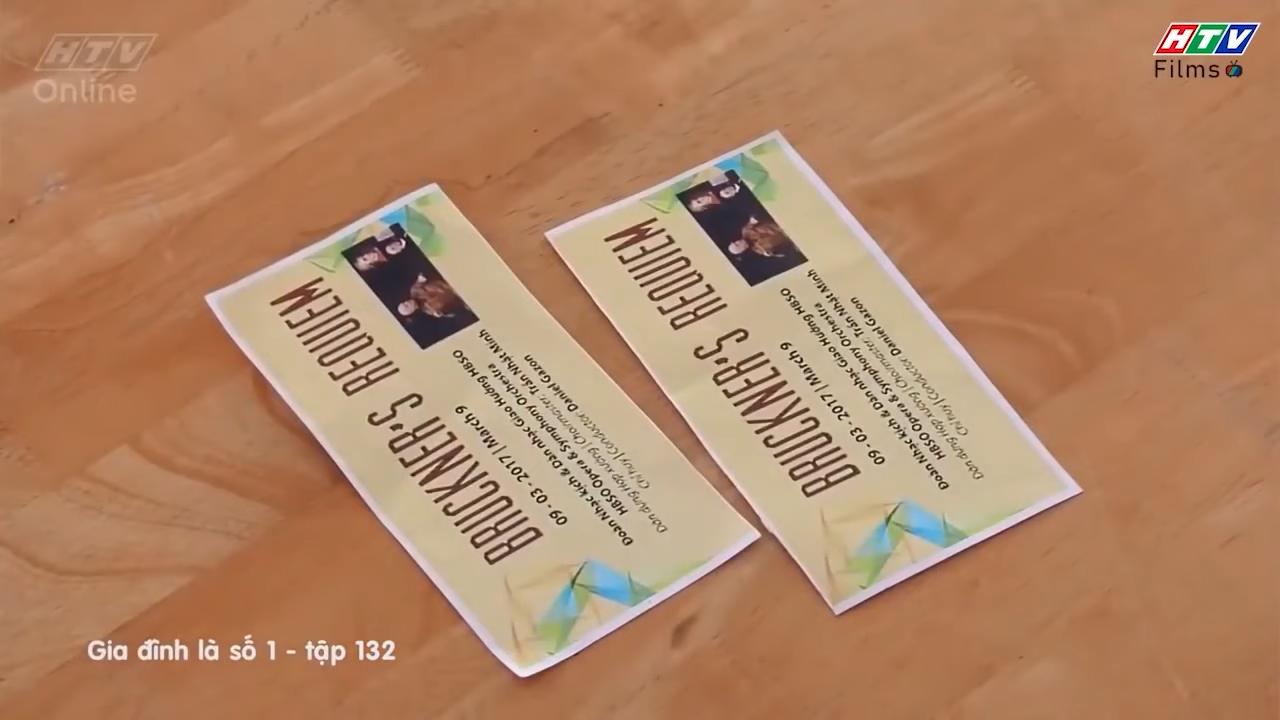 HTV
Online
HTV
Films
BRUCKNER'S REQUIEM
09 - 03 - 2017 | March 9
Đoàn Nhạc kịch & Dàn nhạc Giao Hưởng HBSO
HBSO Opera & Symphony Orchestra
Dàn dựng Hợp xướng | Choirmaster: Trần Nhật Minh
Chỉ huy | Conductor: Daniel Gazon
BRUCKNER'S REQUIEM
09 - 03 - 2017 | March 9
Đoàn Nhạc kịch & Dàn nhạc Giao Hưởng HBSO
HBSO Opera & Symphony Orchestra
Dàn dựng Hợp xướng | Choirmaster: Trần Nhật Minh
Chỉ huy | Conductor: Daniel Gazon
Gia đình là số 1 - tập 132